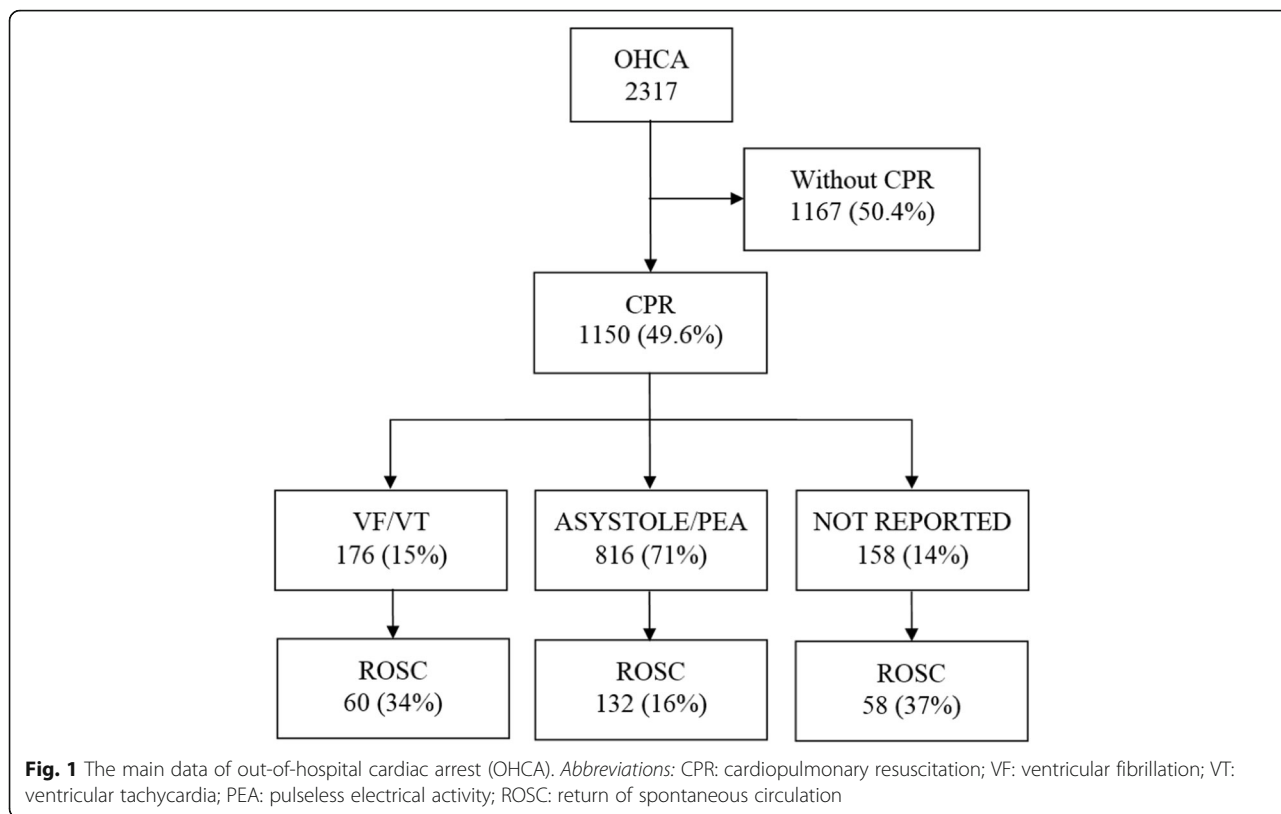 OHCA
2317
Without CPR
1167 (50.4%)
CPR
1150 (49.6%)
VF/VT
176 (15%)
ASYSTOLE/PEA
816 (71%)
NOT REPORTED
158 (14%)
ROSC
60 (34%)
ROSC
132 (16%)
ROSC
58 (37%)
Fig. 1 The main data of out-of-hospital cardiac arrest (OHCA). Abbreviations: CPR: cardiopulmonary resuscitation; VF: ventricular fibrillation; VT:
ventricular tachycardia; PEA: pulseless electrical activity; ROSC: return of spontaneous circulation